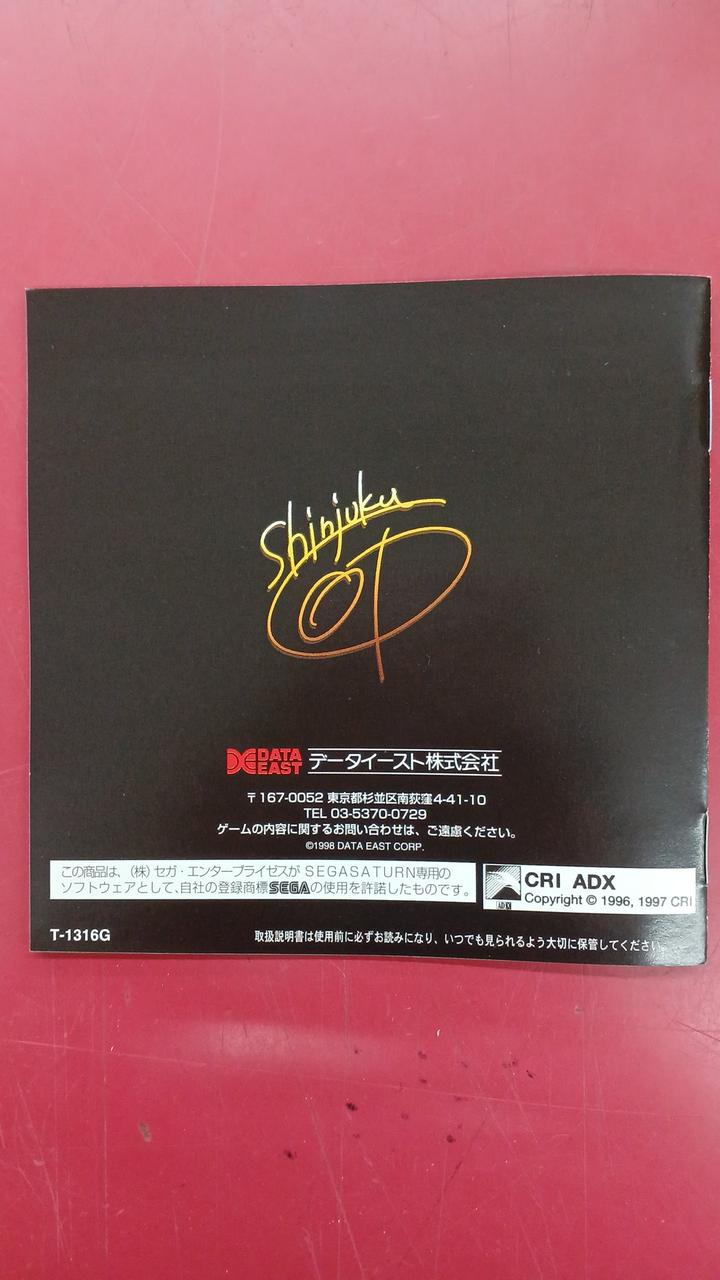 Shinjuku
DATA
EAST
データイースト株式会社
〒167-0052 東京都杉並区南荻窪4-41-10
TEL 03-5370-0729
ゲームの内容に関するお問い合わせは、ご遠慮ください。
©1998 DATA EAST CORP.
この商品は、(株)セガ・エンタープライゼスがSEGASATURN専用の
ソフトウェアとして、自社の登録商標SEGAの使用を許諾したものです。
CRI ADX
ADX
Copyright © 1996, 1997 CRI
T-1316G
取扱説明書は使用前に必ずお読みになり、いつでも見られるよう大切に保管してください。